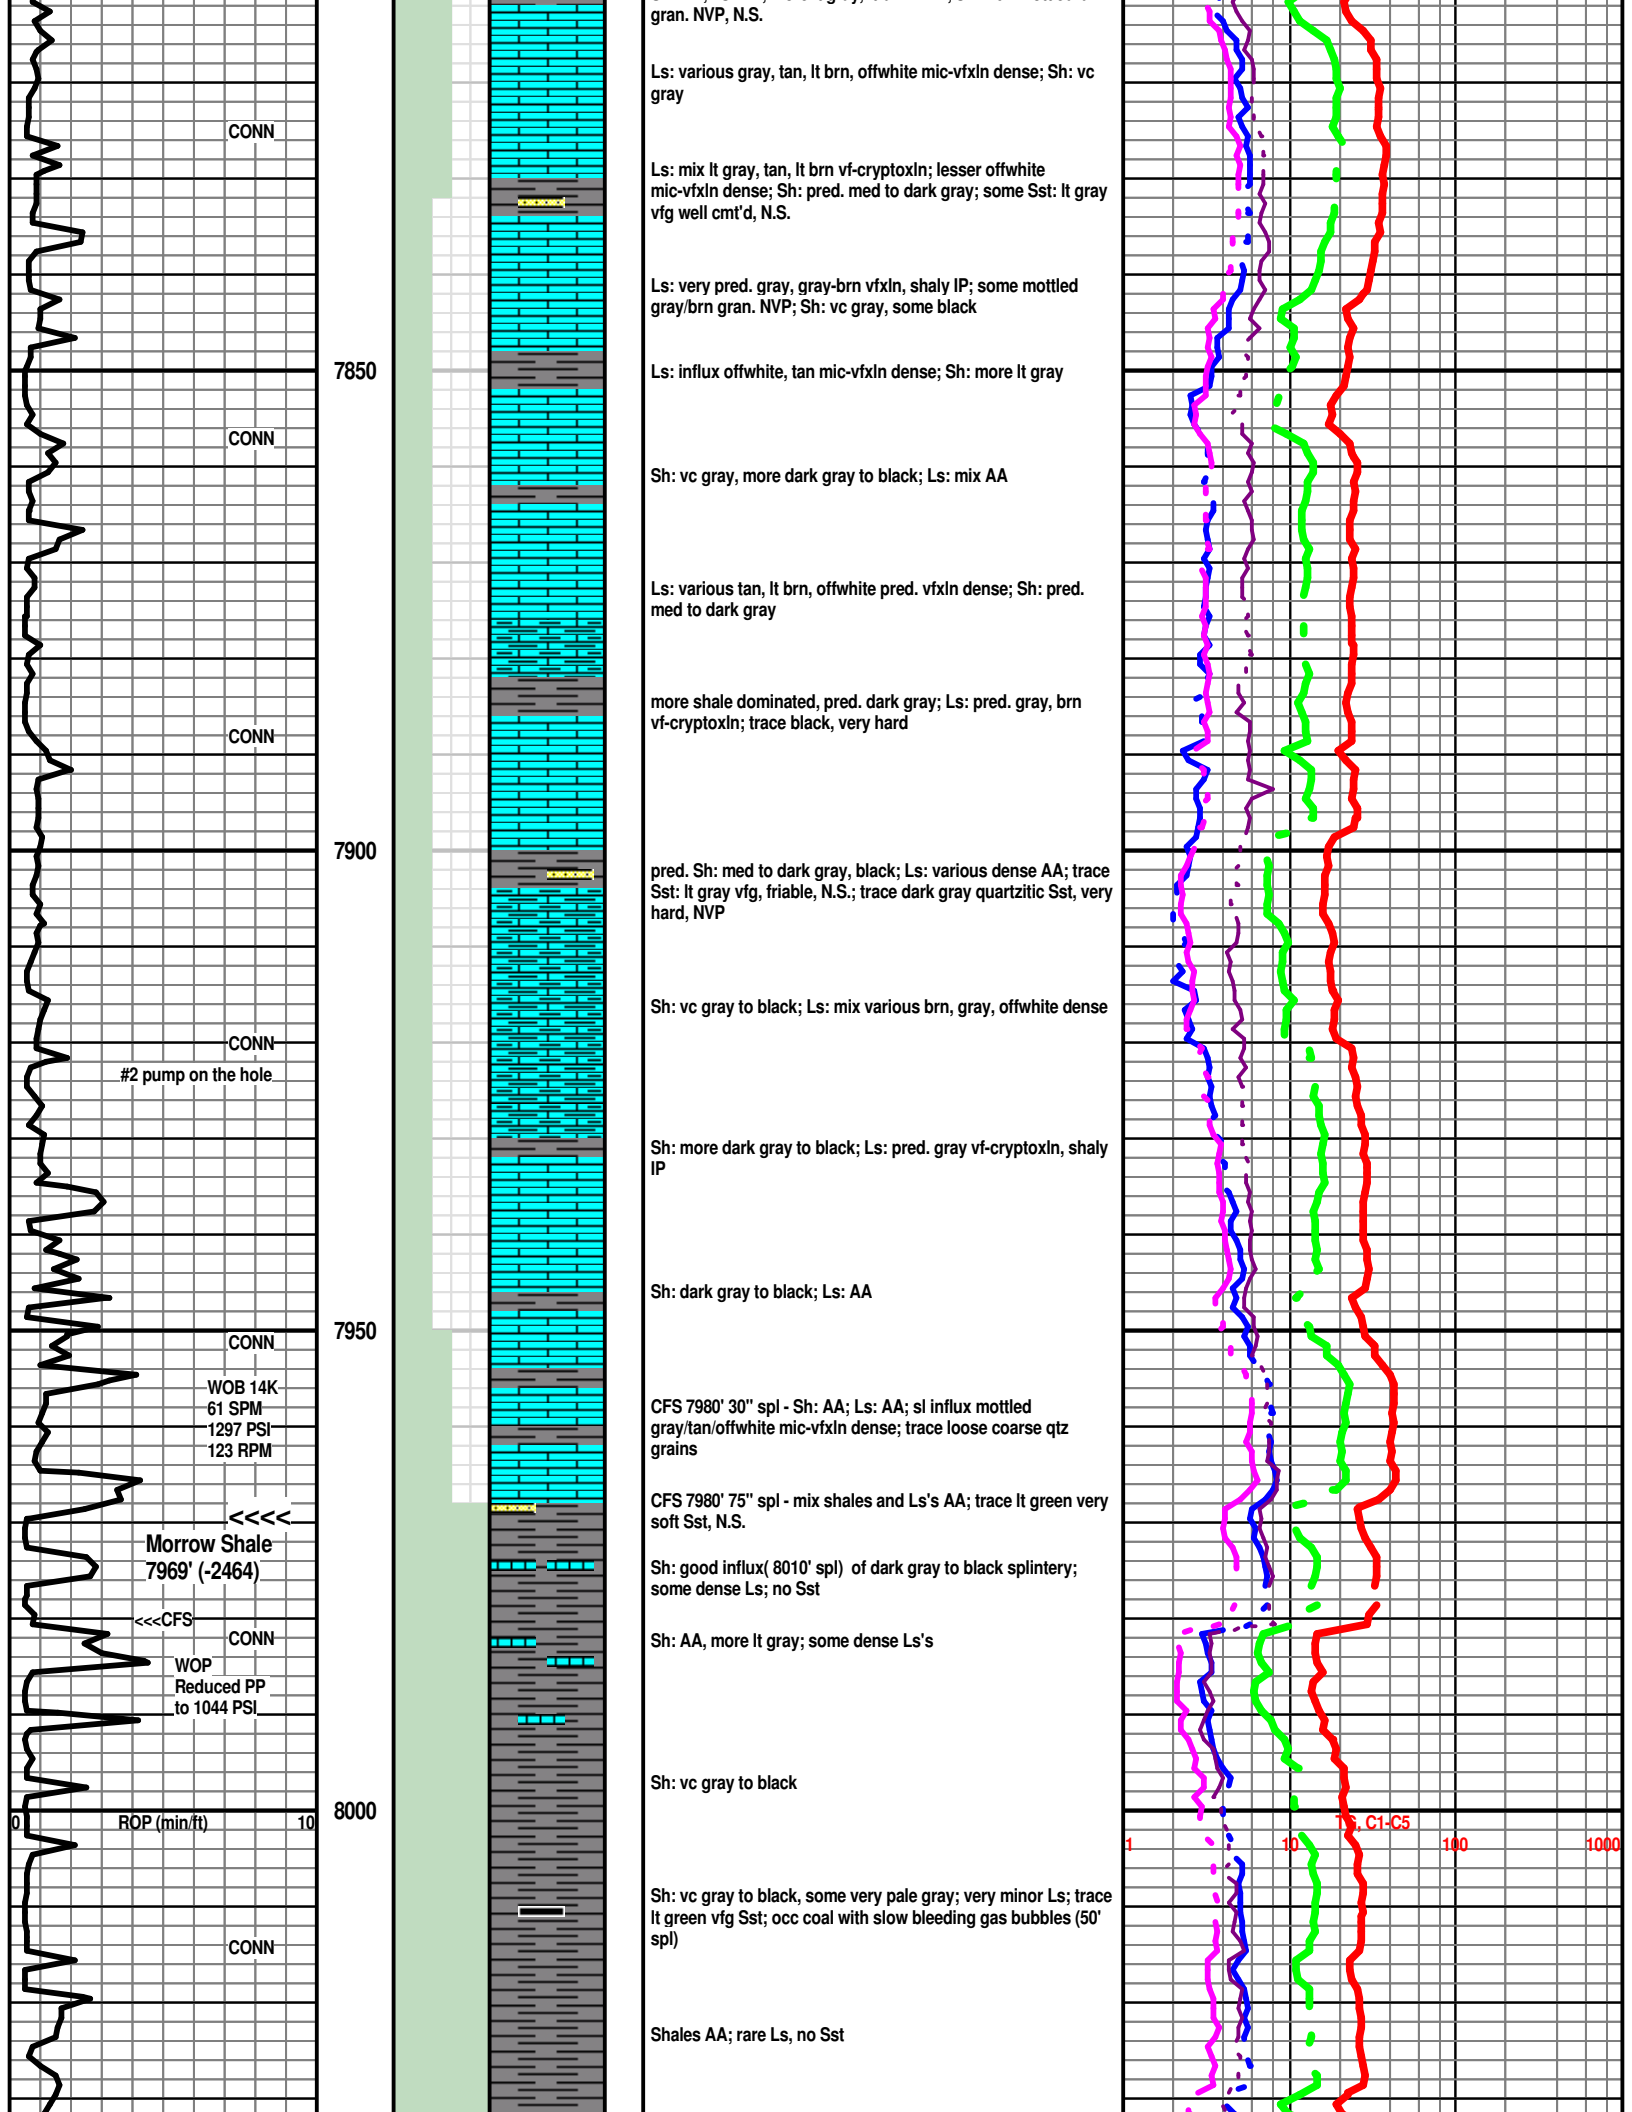 gran. NVP, N.S.
Ls: various gray, tan, lt brn, offwhite mic-vfxln dense; Sh: vc
gray
CONN
Ls: mix lt gray, tan, lt brn vf-cryptoxln; lesser offwhite
mic-vfxln dense; Sh: pred. med to dark gray; some Sst: lt gray
vfg well cmt'd, N.S.
Ls: very pred. gray, gray-brn vfxln, shaly IP; some mottled
gray/brn gran. NVP; Sh: vc gray, some black
7850
Ls: influx offwhite, tan mic-vfxln dense; Sh: more lt gray
CONN
Sh: vc gray, more dark gray to black; Ls: mix AA
Ls: various tan, lt brn, offwhite pred. vfxln dense; Sh: pred.
med to dark gray
more shale dominated, pred. dark gray; Ls: pred. gray, brn
vf-cryptoxln; trace black, very hard
CONN
7900
pred. Sh: med to dark gray, black; Ls: various dense AA; trace
Sst: lt gray vfg, friable, N.S.; trace dark gray quartzitic Sst, very
hard, NVP
Sh: vc gray to black; Ls: mix various brn, gray, offwhite dense
CONN
#2 pump on the hole
Sh: more dark gray to black; Ls: pred. gray vf-cryptoxln, shaly
IP
Sh: dark gray to black; Ls: AA
7950
CONN
WOB 14K
61 SPM
1297 PSI
123 RPM
CFS 7980' 30" spl - Sh: AA; Ls: AA; sl influx mottled
gray/tan/offwhite mic-vfxln dense; trace loose coarse qtz
grains
CFS 7980' 75" spl - mix shales and Ls's AA; trace lt green very
soft Sst, N.S.
<<<<
Morrow Shale
7969' (-2464)
Sh: good influx( 8010' spl)  of dark gray to black splintery;
some dense Ls; no Sst
<<<CFS
CONN
Sh: AA, more lt gray; some dense Ls's
WOP
Reduced PP
to 1044 PSI
Sh: vc gray to black
8000
0 ROP (min/ft) 10
TG, C1-C5
1 10 100 1000
Sh: vc gray to black, some very pale gray; very minor Ls; trace
lt green vfg Sst; occ coal with slow bleeding gas bubbles (50'
spl)
CONN
Shales AA; rare Ls, no Sst